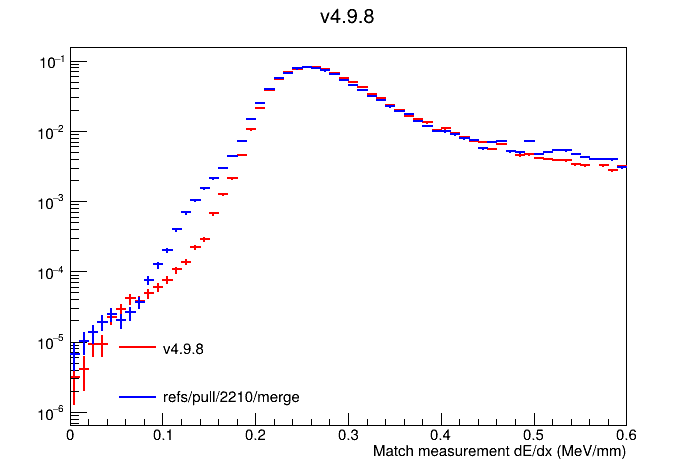 v4.9.8
10⁻¹
10⁻²
10⁻³
10⁻⁴
10⁻⁵
10⁻⁶
v4.9.8
refs/pull/2210/merge
0 0.1 0.2 0.3 0.4 0.5 0.6
Match measurement dE/dx (MeV/mm)